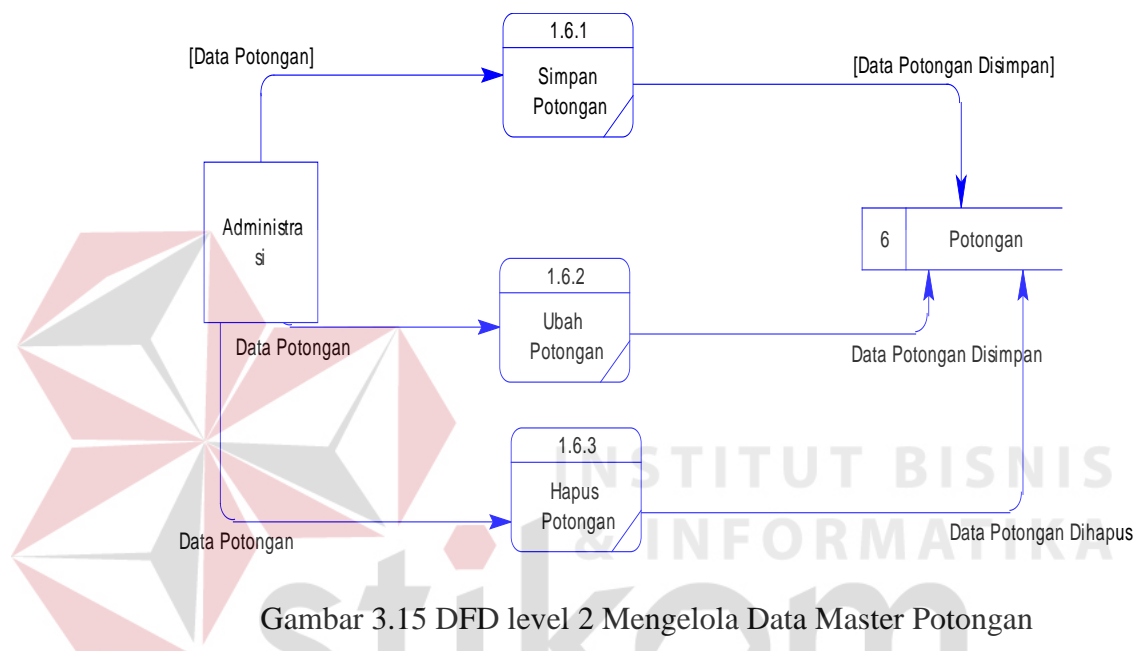 1.6.1
[Data Potongan]
Simpan
Potongan
[Data Potongan Disimpan]
Administra
si
6
Potongan
1.6.2
Ubah
Potongan
Data Potongan
Data Potongan Disimpan
1.6.3
Hapus
Potongan
Data Potongan
Data Potongan Dihapus
INSTITUT BISNIS
& INFORMATIKA
stikom
Gambar 3.15 DFD level 2 Mengelola Data Master Potongan